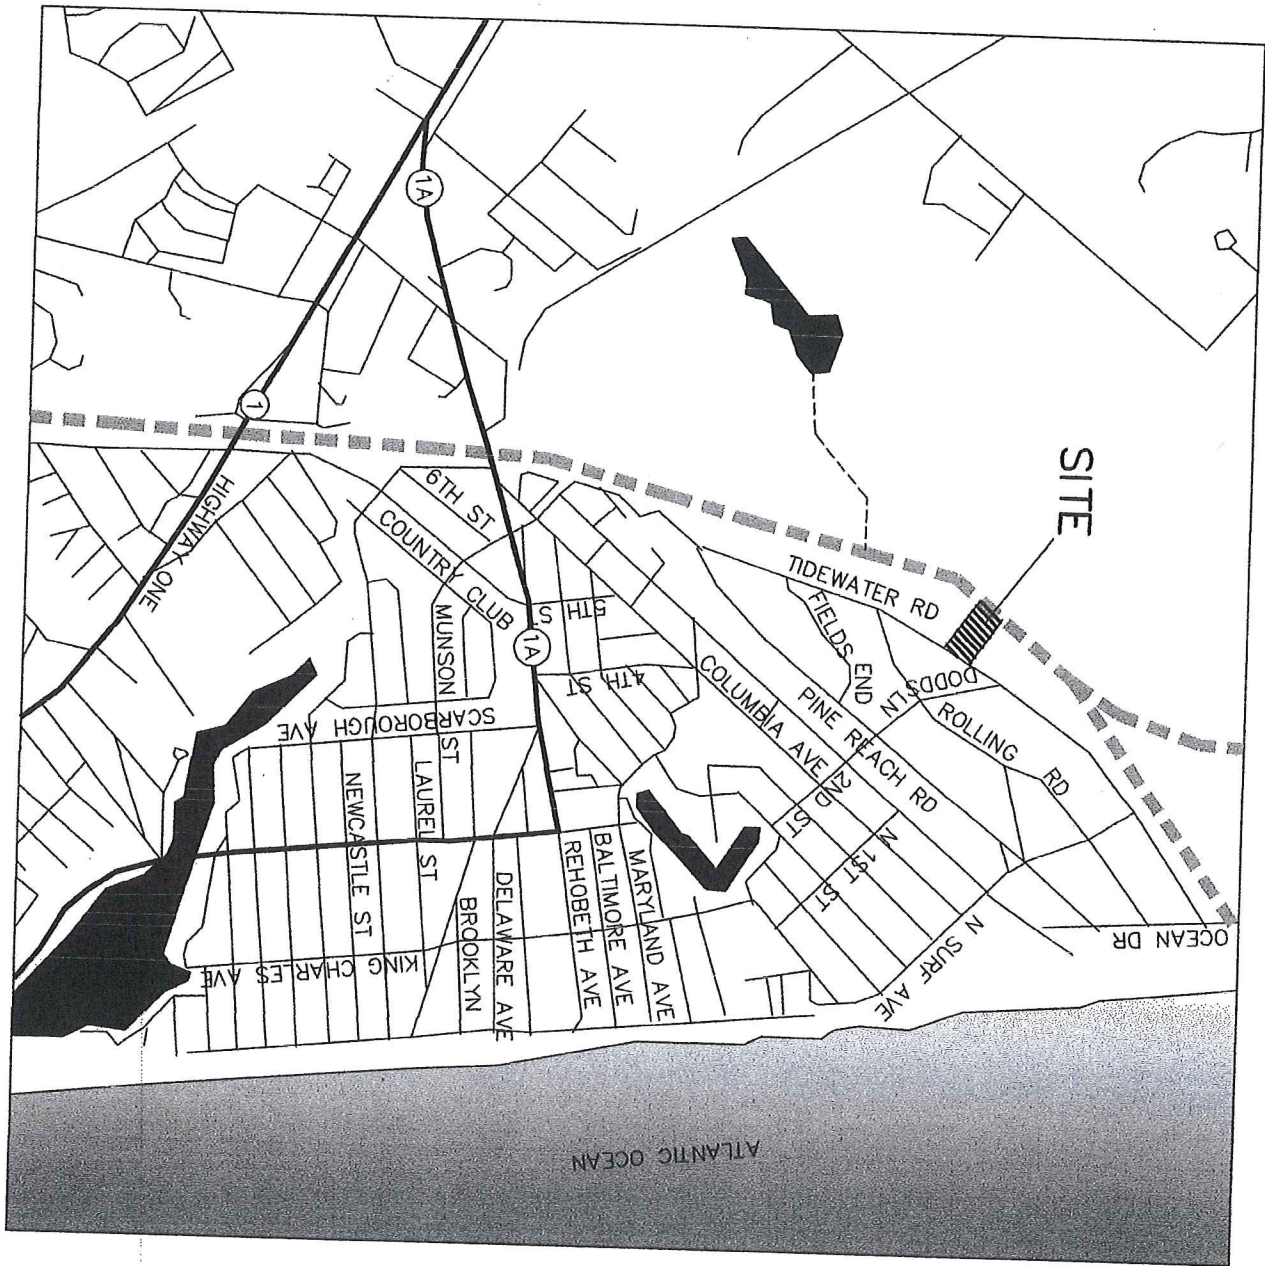 1A
1
SITE
HIGHWAY ONE
6TH ST
COUNTRY CLUB
TIDEWATER RD
FIELDS END
5TH S
1A
MUNSON ST
4TH ST
DODDS LN
SCARBOROUGH AVE
COLUMBIA AVE
PINE REACH RD
ROLLING RD
NEWCASTLE ST
LAUREL ST
2ND ST
N 1ST ST
BROOKLYN
DELAWARE AVE
REHOBETH AVE
BALTIMORE AVE
MARYLAND AVE
KING CHARLES AVE
N SURF AVE
OCEAN DR
ATLANTIC OCEAN